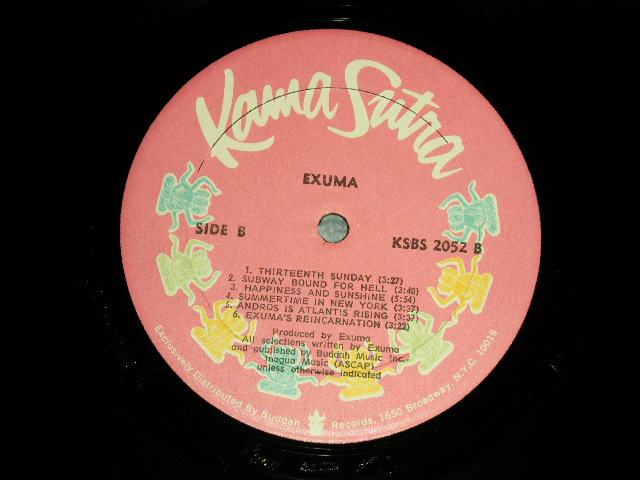 Kama Sutra
EXUMA
SIDE B
KSBS 2052 B
1. THIRTEENTH SUNDAY (3:27)
2. SUBWAY BOUND FOR HELL (3:40)
3. HAPPINESS AND SUNSHINE (5:54)
4. SUMMERTIME IN NEW YORK (3:37)
5. ANDROS IS ATLANTIS RISING (3:37)
6. EXUMA'S REINCARNATION (3:23)
Produced by Exuma
All selections written by Exuma
and published by Buddah Music Inc.-
Inagua Music (ASCAP)
unless otherwise indicated
Exclusively Distributed By Buddah Records, 1650 Broadway, N.Y.C. 10019